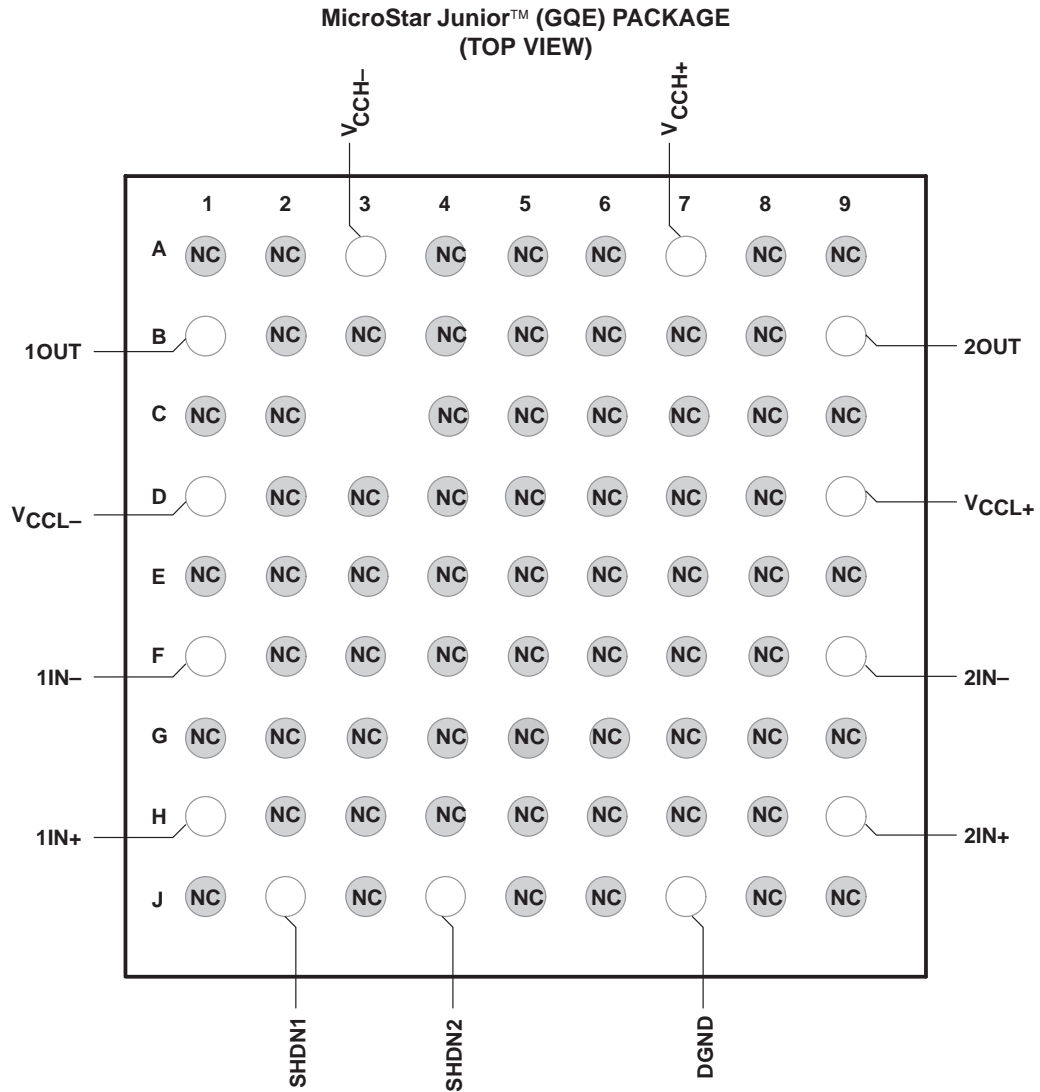 MicroStar Junior™ (GQE) PACKAGE
(TOP VIEW)
VCCH–
VCCH+
1 2 3 4 5 6 7 8 9
A NC NC NC NC NC NC NC
1OUT B NC NC NC NC NC NC NC 2OUT
C NC NC NC NC NC NC NC NC
VCCL– D NC NC NC NC NC NC NC VCCL+
E NC NC NC NC NC NC NC NC NC
1IN– F NC NC NC NC NC NC NC 2IN–
G NC NC NC NC NC NC NC NC NC
1IN+ H NC NC NC NC NC NC NC 2IN+
J NC NC NC NC NC NC
SHDN1
SHDN2
DGND